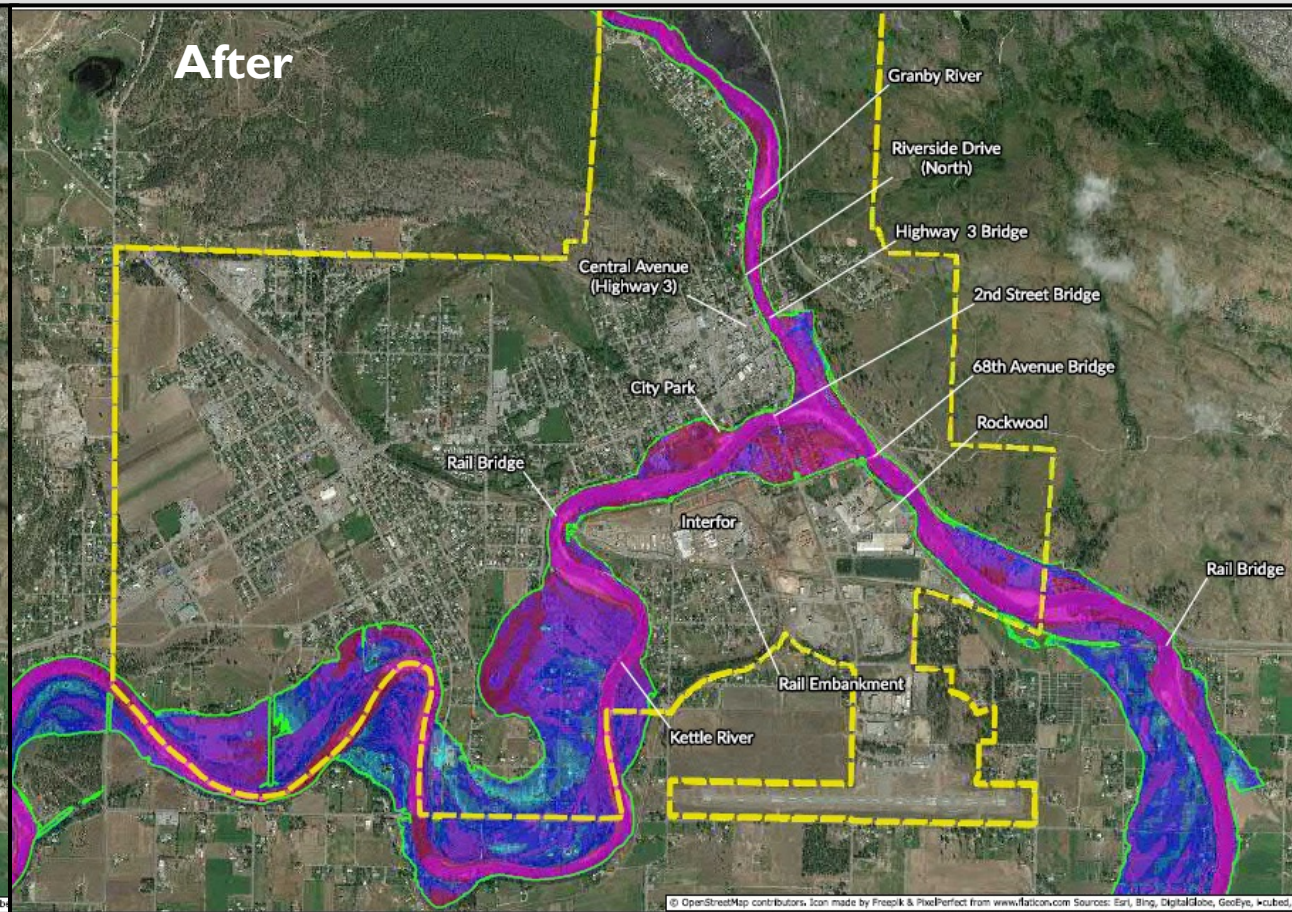 After
Granby River
Riverside Drive
(North)
Highway 3 Bridge
Central Avenue
(Highway 3)
2nd Street Bridge
68th Avenue Bridge
City Park
Rockwool
Rail Bridge
Interfor
Rail Bridge
Rail Embankment
Kettle River
© OpenStreetMap contributors. Icon made by Freepik & PixelPerfect from www.flaticon.com Sources: Esri, Bing, DigitalGlobe, GeoEye, i-cubed,